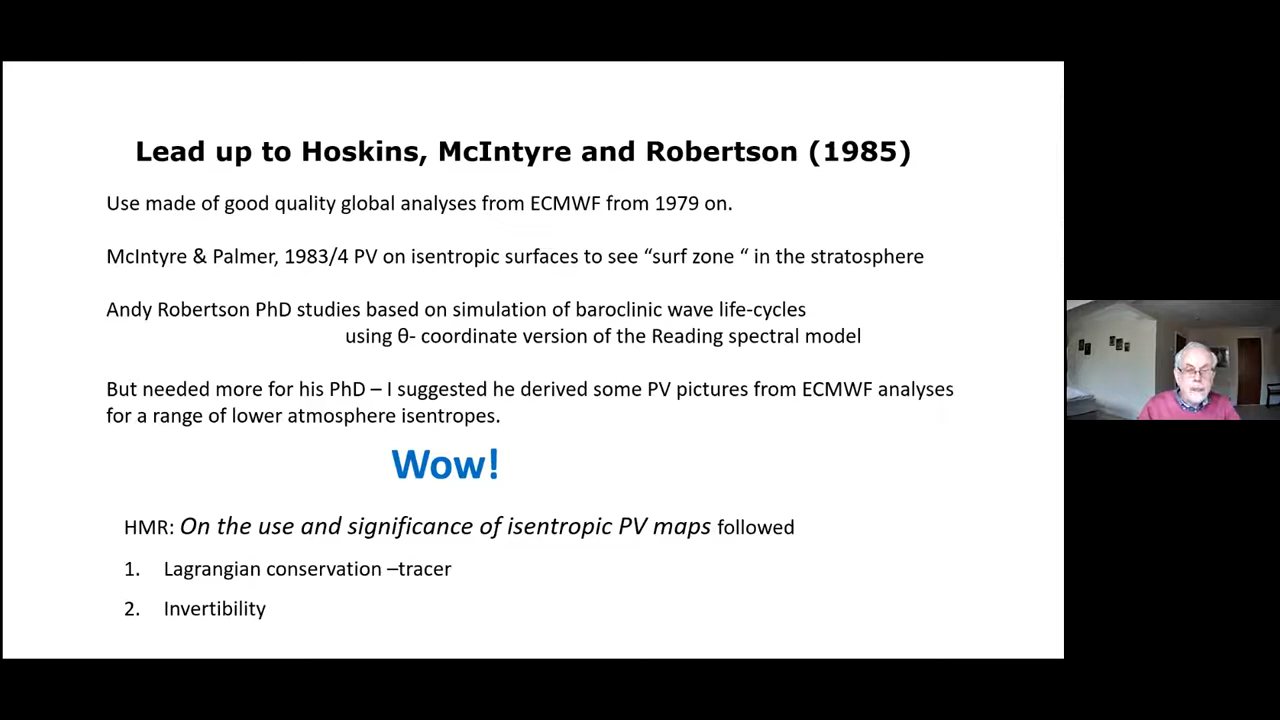 Lead up to Hoskins, McIntyre and Robertson (1985)
Use made of good quality global analyses from ECMWF from 1979 on.
McIntyre & Palmer, 1983/4 PV on isentropic surfaces to see “surf zone “ in the stratosphere
Andy Robertson PhD studies based on simulation of baroclinic wave life-cycles
using θ- coordinate version of the Reading spectral model
But needed more for his PhD – I suggested he derived some PV pictures from ECMWF analyses
for a range of lower atmosphere isentropes.
Wow!
HMR: On the use and significance of isentropic PV maps followed
1. Lagrangian conservation –tracer
2. Invertibility